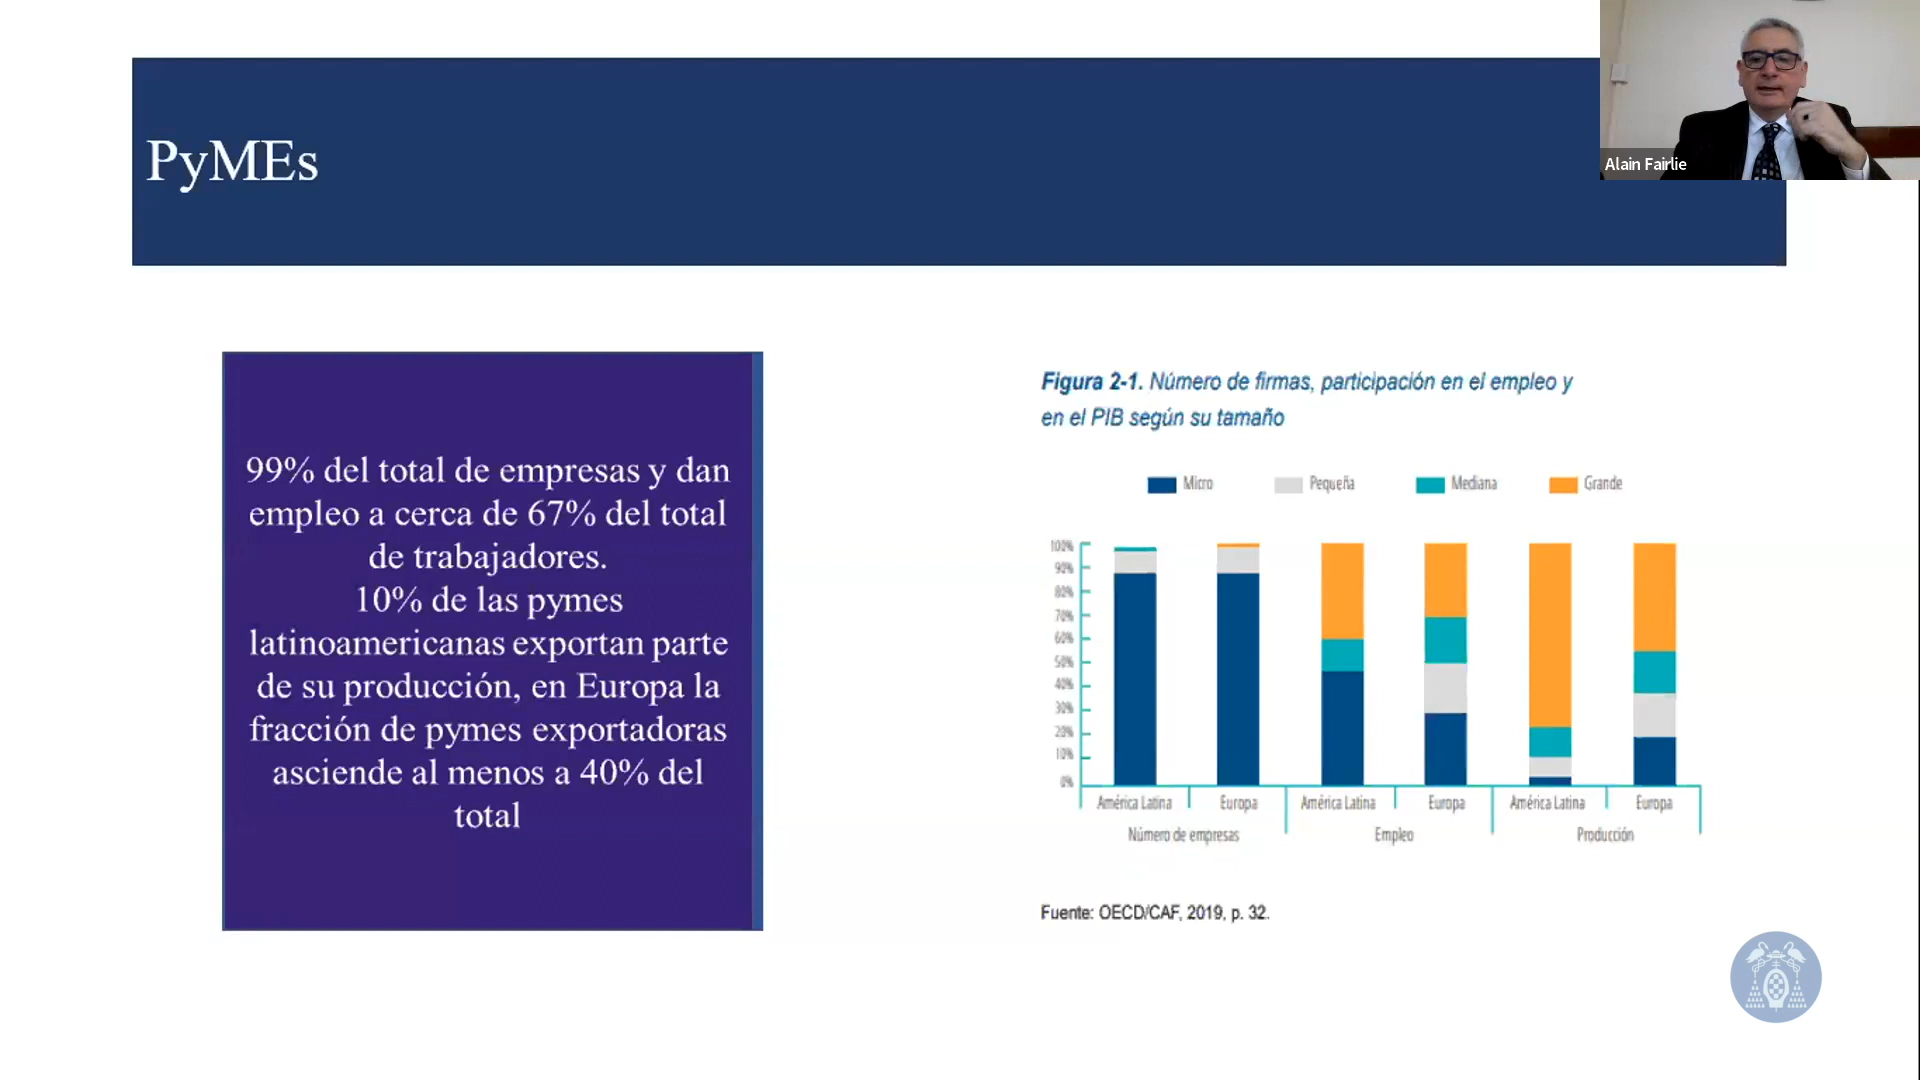 Alain Fairlie
PyMEs
99% del total de empresas y dan
empleo a cerca de 67% del total
de trabajadores.
10% de las pymes
latinoamericanas exportan parte
de su producción, en Europa la
fracción de pymes exportadoras
asciende al menos a 40% del
total
Figura 2-1. Número de firmas, participación en el empleo y
en el PIB según su tamaño
Micro Pequeña Mediana Grande
100%
90%
80%
70%
60%
50%
40%
30%
20%
10%
0%
América Latina Europa América Latina Europa América Latina Europa
Número de empresas Empleo Producción
Fuente: OECD/CAF, 2019, p. 32.